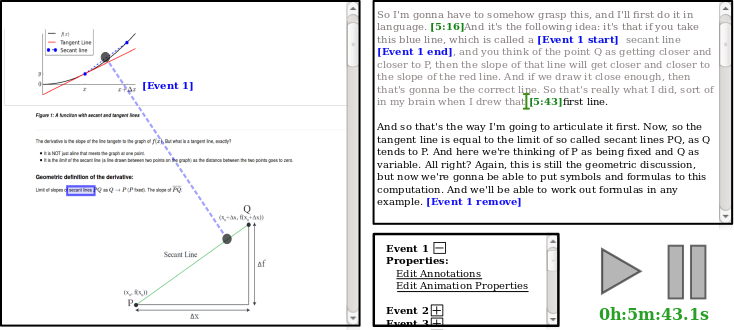 f(x)
Tangent Line
Secant line
P
P
x
x + Δx
[Event 1]
Figure 1: A function with secant and tangent lines
The derivative is the slope of the line tangent to the graph of f(x). But what is a tangent line, exactly?
• It is NOT just aline that meets the graph at one point.
• It is the limit of the secant line (a line drawn between two points on the graph) as the distance between the two points goes to zero.
Geometric definition of the derivative:
Limit of slopes of secant lines PQ as Q → P (P fixed). The slope of PQ:
Q
(x₀+Δx, f(x₀+Δx))
Secant Line
Δf
(x₀, f(x₀))
P
Δx
So I'm gonna have to somehow grasp this, and I'll first do it in
language. [5:16]And it's the following idea: it's that if you take
this blue line, which is called a [Event 1 start] secant line
[Event 1 end], and you think of the point Q as getting closer and
closer to P, then the slope of that line will get closer and closer to
the slope of the red line. And if we draw it close enough, then
that's gonna be the correct line. So that's really what I did, sort of
in my brain when I drew that [5:43]first line.
And so that's the way I'm going to articulate it first. Now, so the
tangent line is equal to the limit of so called secant lines PQ, as Q
tends to P. And here we're thinking of P as being fixed and Q as
variable. All right? Again, this is still the geometric discussion,
but now we're gonna be able to put symbols and formulas to this
computation. And we'll be able to work out formulas in any
example. [Event 1 remove]
Event 1
Properties:
Edit Annotations
Edit Animation Properties
Event 2
Event 3
0h:5m:43.1s